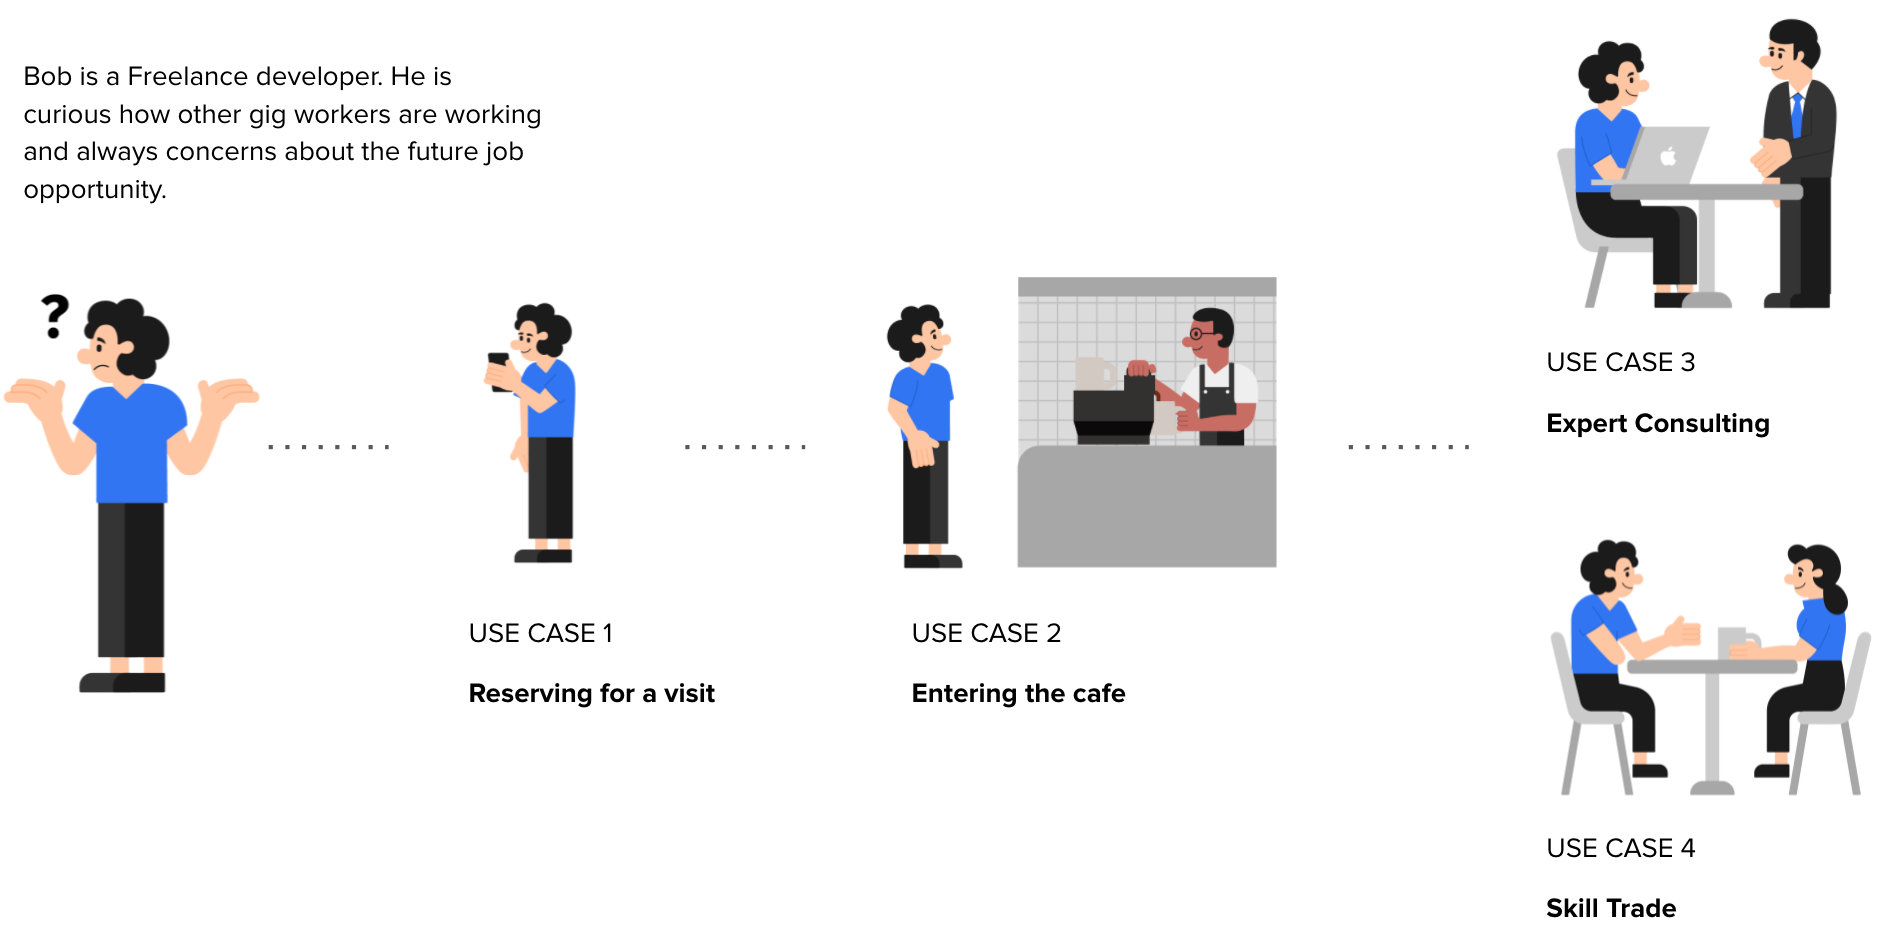 Bob is a Freelance developer. He is
curious how other gig workers are working
and always concerns about the future job
opportunity.
?
USE CASE 1
Reserving for a visit
USE CASE 2
Entering the cafe
USE CASE 3
Expert Consulting
USE CASE 4
Skill Trade